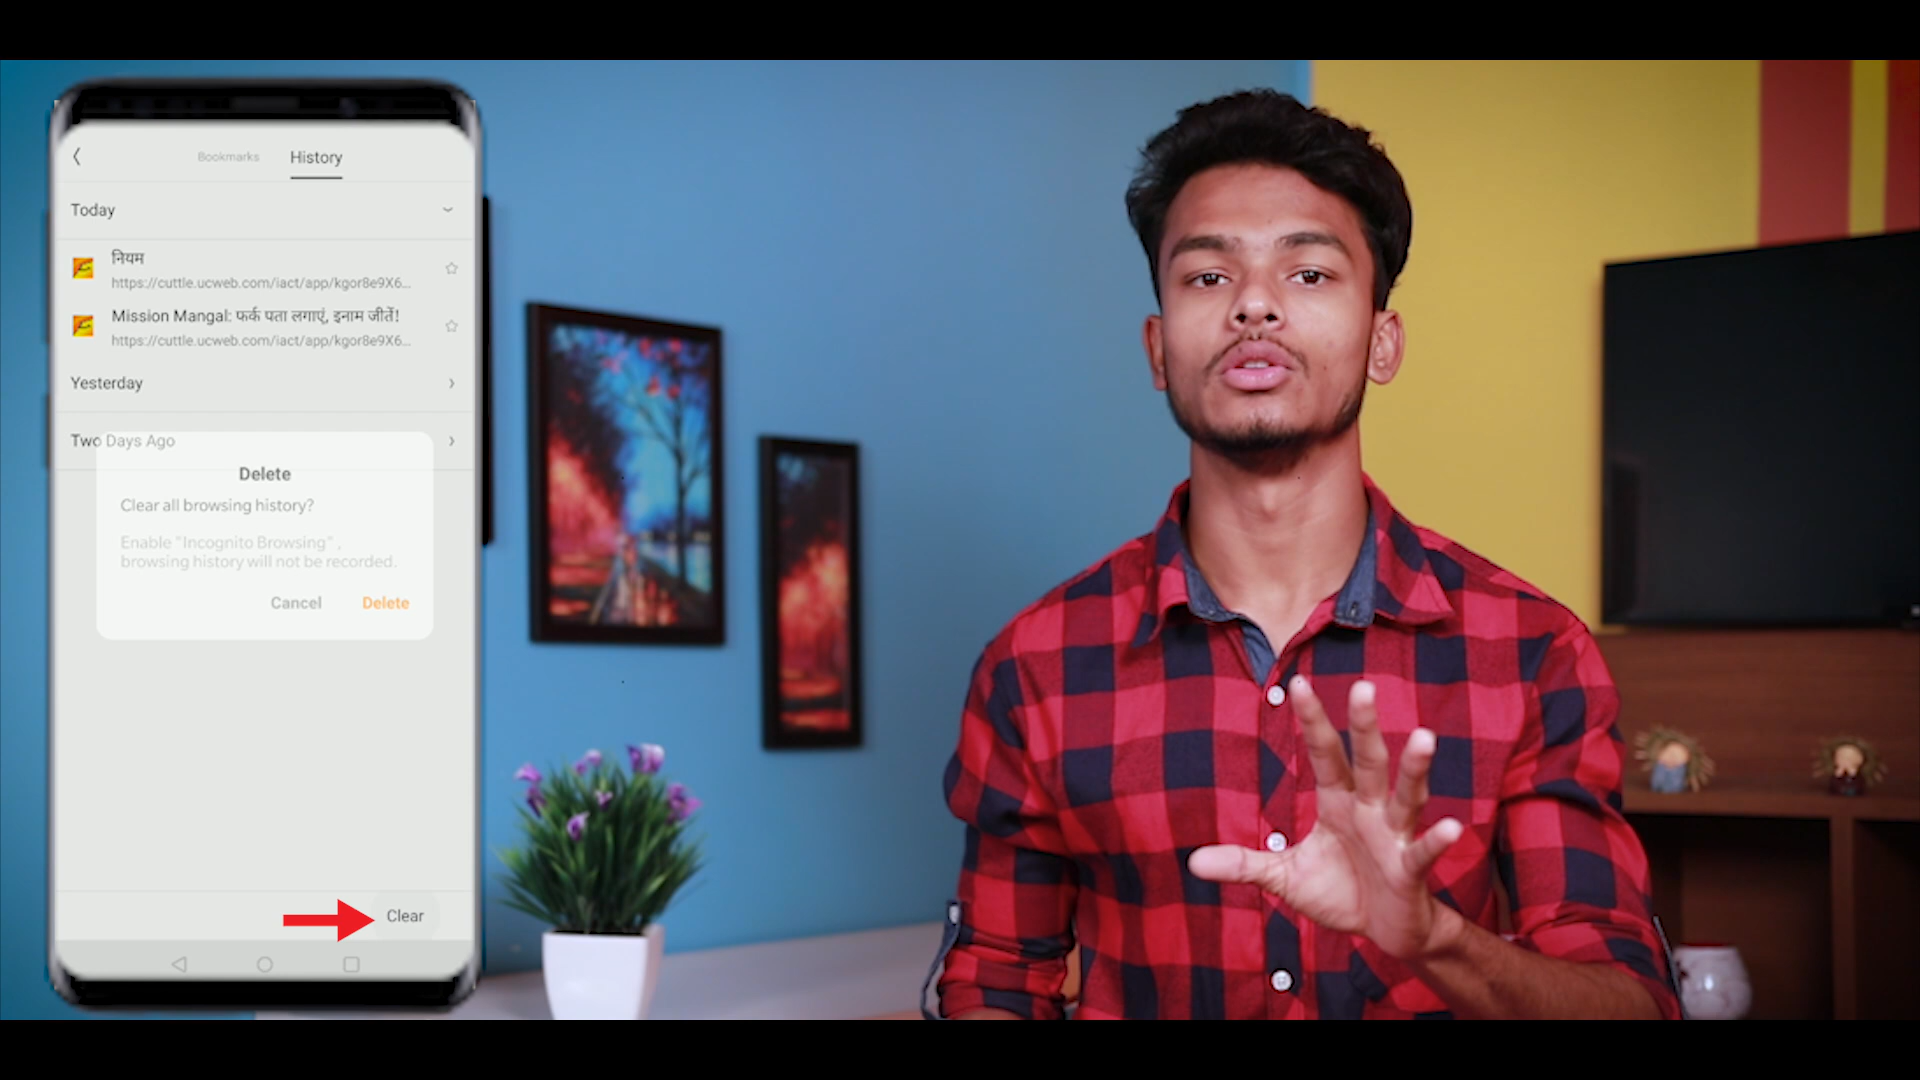 Bookmarks History
Today
नियम
https://cuttle.ucweb.com/iact/app/kgor8e9X6...
Mission Mangal: फर्क पता लगाएं, इनाम जीतें!
https://cuttle.ucweb.com/iact/app/kgor8e9X6...
Yesterday
Two Days Ago
Delete
Clear all browsing history?
Enable "Incognito Browsing" ,
browsing history will not be recorded.
Cancel Delete
Clear